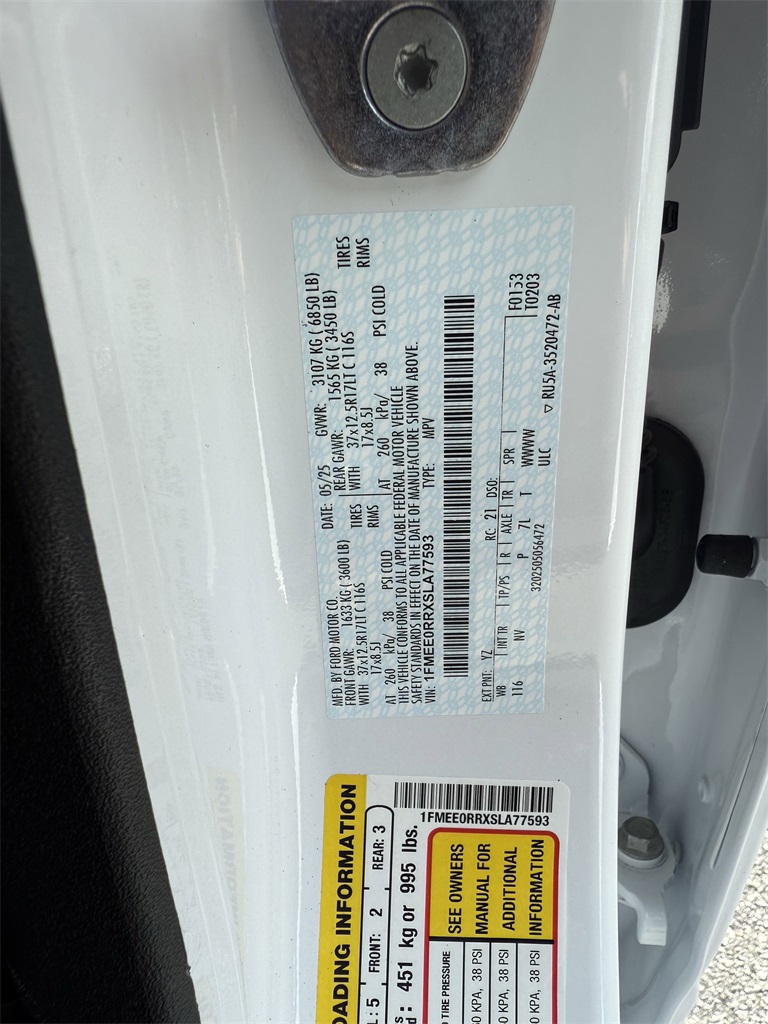 MFD. BY FORD MOTOR CO.
DATE: 05/25 GVWR: 3107 KG ( 6850 LB)
FRONT GAWR: 1633 KG (3600 LB) REAR GAWR: 1565 KG ( 3450 LB)
WITH 37x12.5R17LT C 116S TIRES WITH 37x12.5R17LT C 116S TIRES
17x8.5J RIMS 17x8.5J RIMS
AT 260 kPa/ 38 PSI COLD AT 260 kPa/ 38 PSI COLD
THIS VEHICLE CONFORMS TO ALL APPLICABLE FEDERAL MOTOR VEHICLE
SAFETY STANDARDS IN EFFECT ON THE DATE OF MANUFACTURE SHOWN ABOVE.
VIN: 1FMEE0RRXSLA77593 TYPE: MPV
EXT PNT: YZ RC: 21 DSO: F0153
WB INT TR TP/PS R AXLE TR SPR T0203
116 NV P 7L T WWWW
3202505056472 ULC ▽ RU5A-3520472-AB
OADING INFORMATION
L : 5 FRONT: 2 REAR: 3
: 451 kg or 995 lbs.
1FMEE0RRXSLA77593
TIRE PRESSURE
KPA, 38 PSI
KPA, 38 PSI
KPA, 38 PSI
SEE OWNERS
MANUAL FOR
ADDITIONAL
INFORMATION